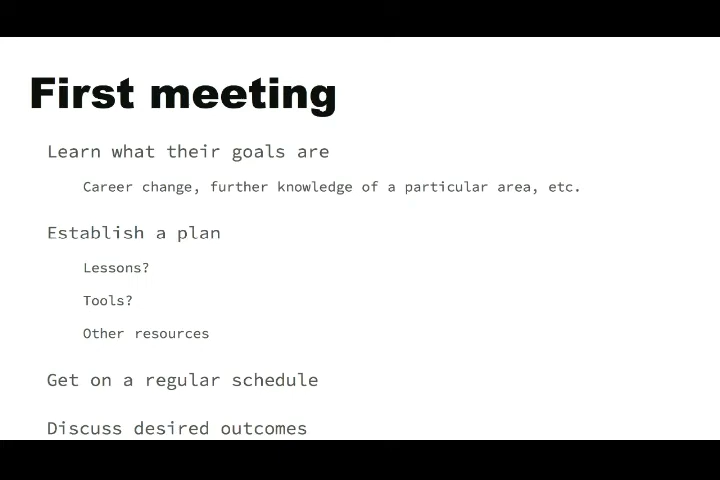 First meeting
Learn what their goals are
Career change, further knowledge of a particular area, etc.
Establish a plan
Lessons?
Tools?
Other resources
Get on a regular schedule
Discuss desired outcomes